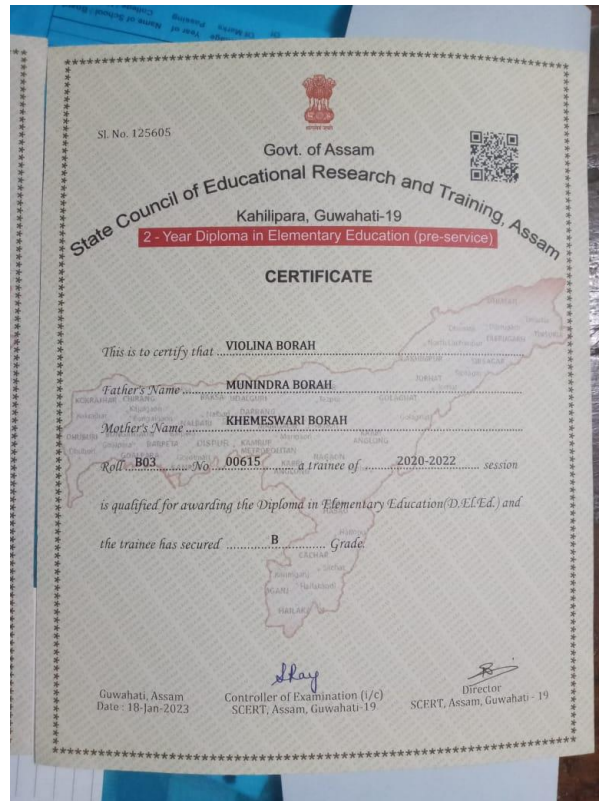 Sl. No. 125605
Govt. of Assam
State Council of Educational Research and Training, Assam
Kahilipara, Guwahati-19
2 - Year Diploma in Elementary Education (pre-service)
CERTIFICATE
This is to certify that VIOLINA BORAH
Father's Name MUNINDRA BORAH
Mother's Name KHEMESWARI BORAH
Roll B03 No 00615 a trainee of 2020-2022 session
is qualified for awarding the Diploma in Elementary Education(D.El.Ed.) and
the trainee has secured B Grade.
Guwahati, Assam
Date : 18-Jan-2023
Controller of Examination (i/c)
SCERT, Assam, Guwahati-19
Director
SCERT, Assam, Guwahati - 19